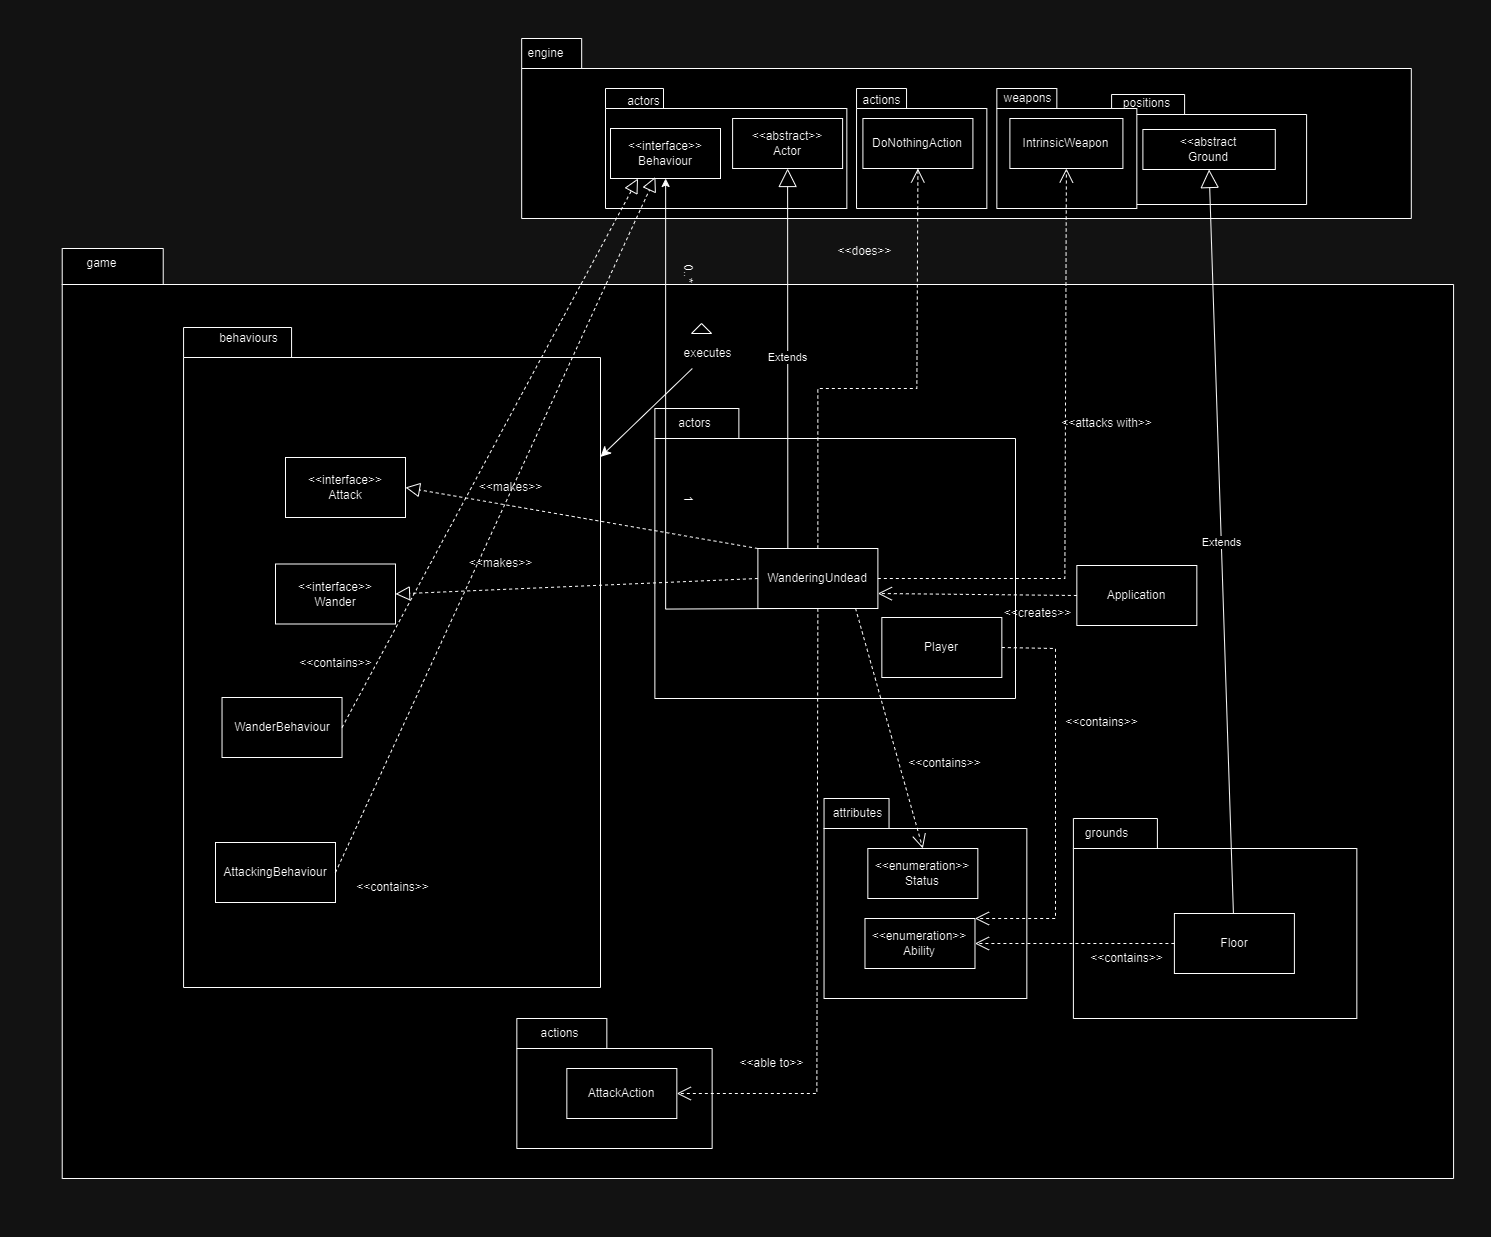 engine
actors
actions
weapons
positions
<<interface>>
Behaviour
<<abstract>>
Actor
DoNothingAction
IntrinsicWeapon
<<abstract
Ground
<<does>>
game
0..*
behaviours
executes
Extends
actors
<<attacks with>>
<<interface>>
Attack
<<makes>>
1
Extends
<<makes>>
<<interface>>
Wander
WanderingUndead
Application
<<creates>>
Player
<<contains>>
WanderBehaviour
<<contains>>
<<contains>>
attributes
grounds
<<enumeration>>
Status
AttackingBehaviour
<<contains>>
<<enumeration>>
Ability
Floor
<<contains>>
actions
<<able to>>
AttackAction